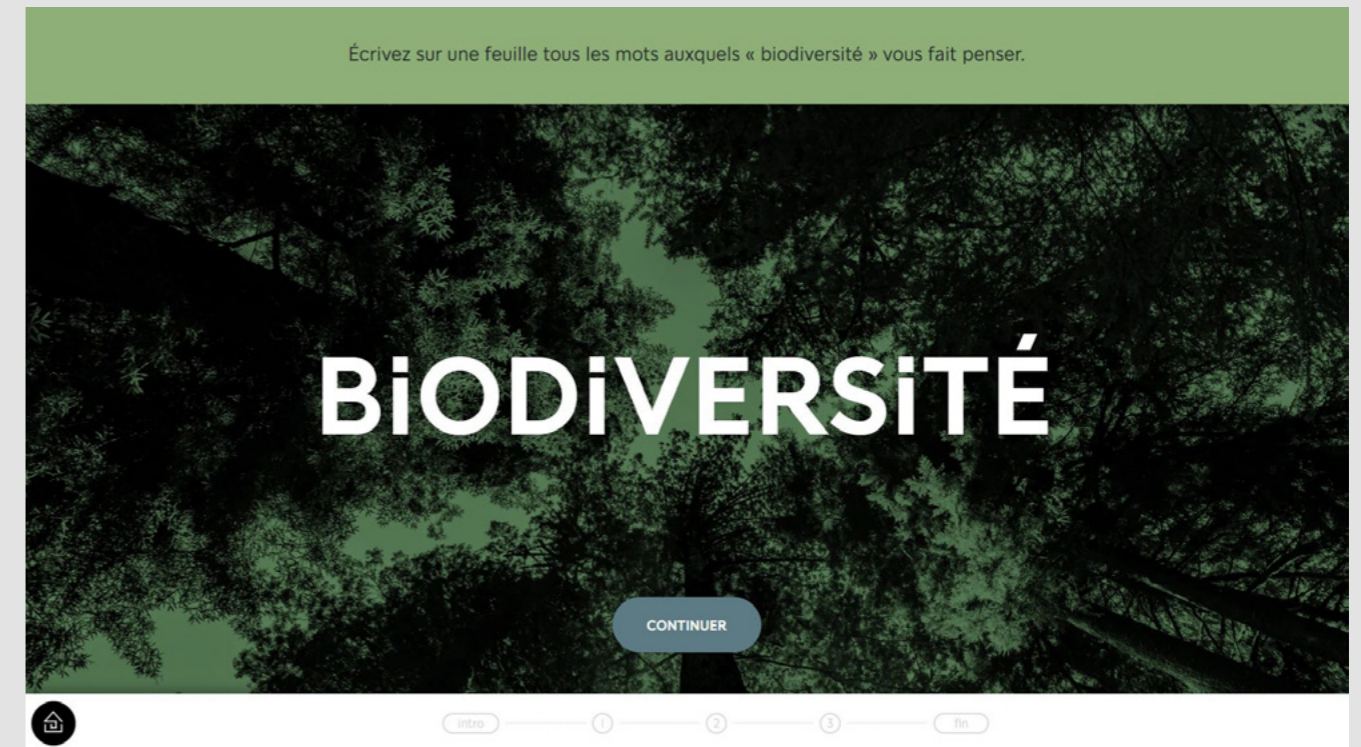 Écrivez sur une feuille tous les mots auxquels « biodiversité » vous fait penser.
BiODiVERSiTÉ
CONTINUER
intro 1 2 3 fin